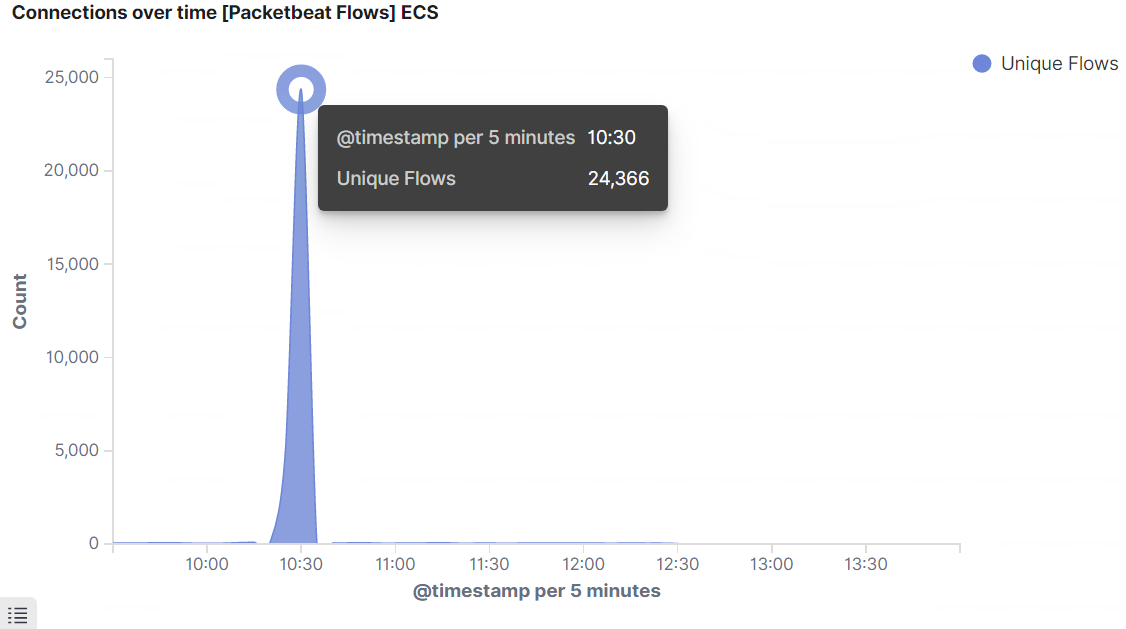 Connections over time [Packetbeat Flows] ECS
Unique Flows
@timestamp per 5 minutes 10:30
Unique Flows 24,366
25,000
20,000
15,000
10,000
5,000
0
Count
10:00 10:30 11:00 11:30 12:00 12:30 13:00 13:30
@timestamp per 5 minutes